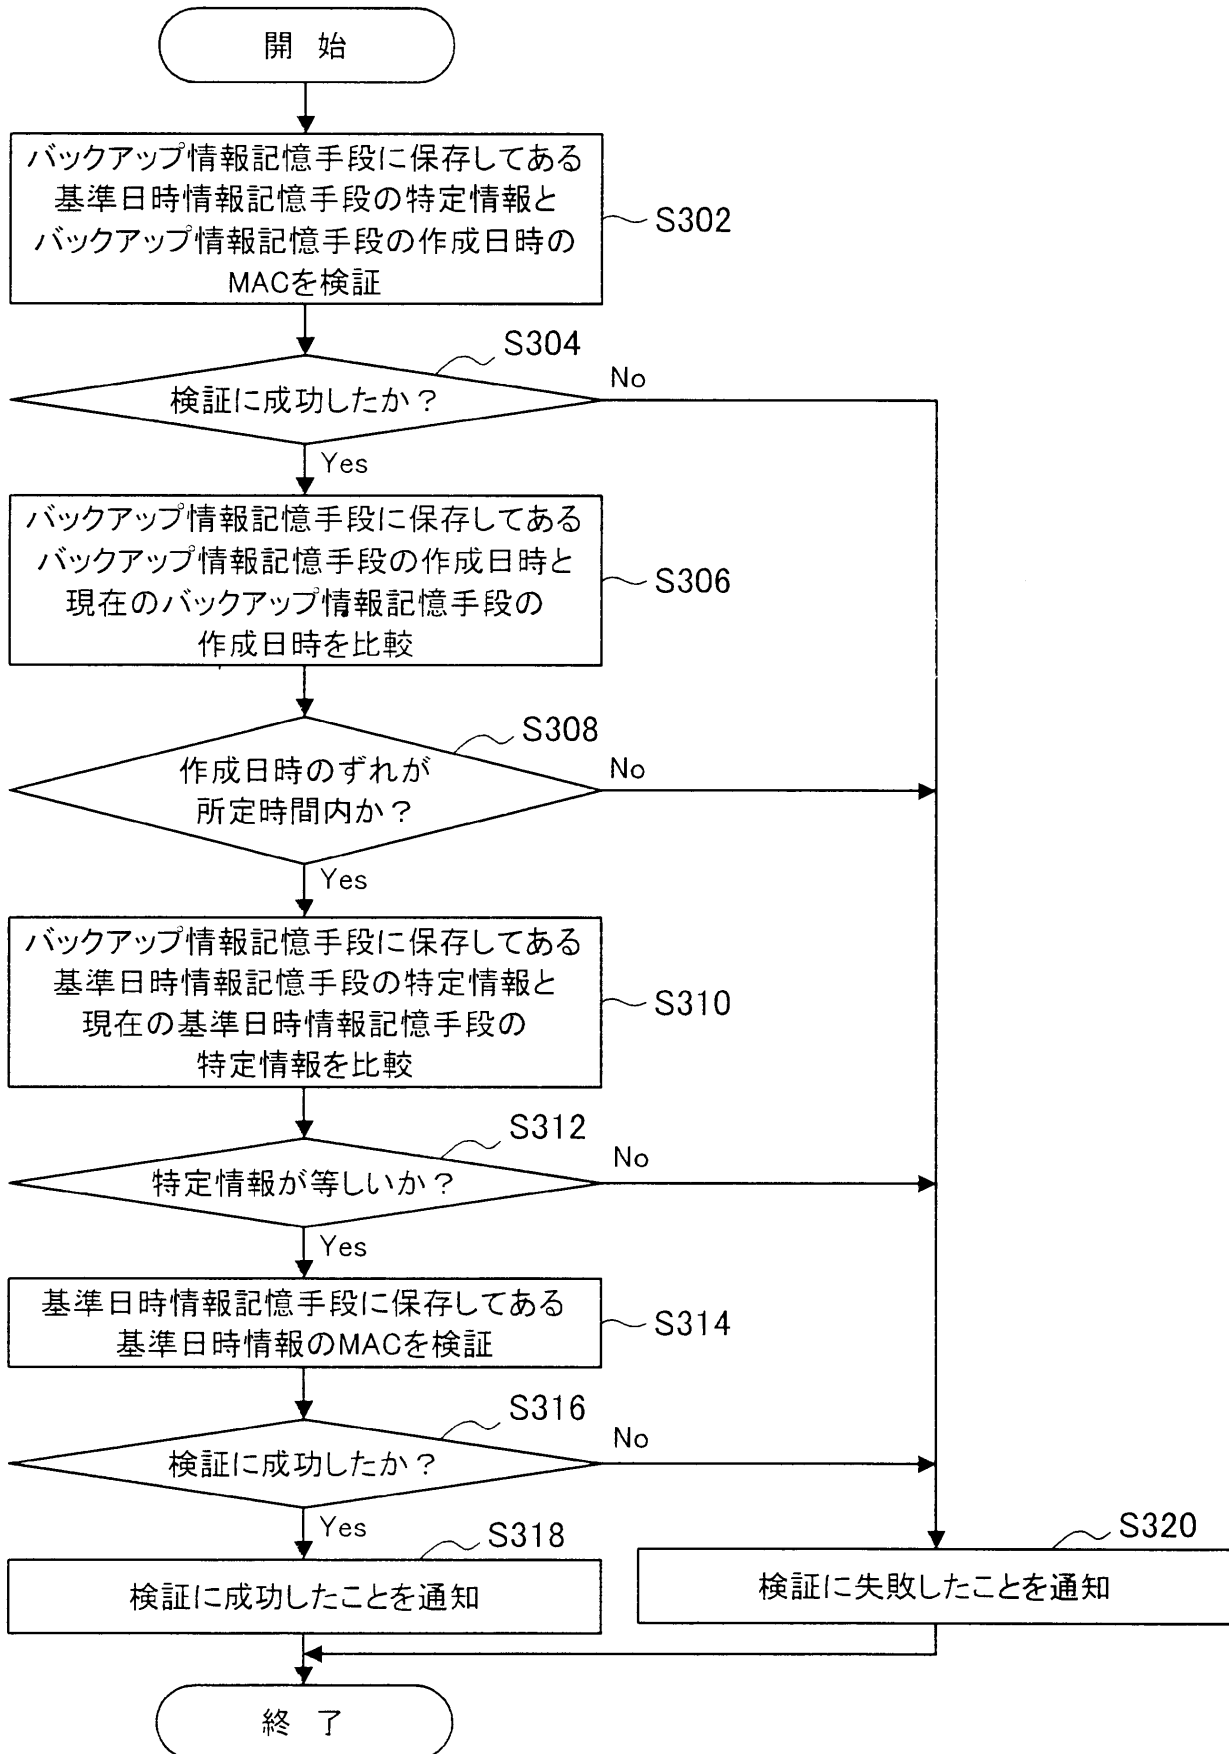 開 始
バックアップ情報記憶手段に保存してある
基準日時情報記憶手段の特定情報と
バックアップ情報記憶手段の作成日時の
MACを検証
S302
S304
検証に成功したか？
No
Yes
バックアップ情報記憶手段に保存してある
バックアップ情報記憶手段の作成日時と
現在のバックアップ情報記憶手段の
作成日時を比較
S306
S308
作成日時のずれが
所定時間内か？
No
Yes
バックアップ情報記憶手段に保存してある
基準日時情報記憶手段の特定情報と
現在の基準日時情報記憶手段の
特定情報を比較
S310
S312
特定情報が等しいか？
No
Yes
基準日時情報記憶手段に保存してある
基準日時情報のMACを検証
S314
S316
検証に成功したか？
No
Yes
S318
検証に成功したことを通知
S320
検証に失敗したことを通知
終 了